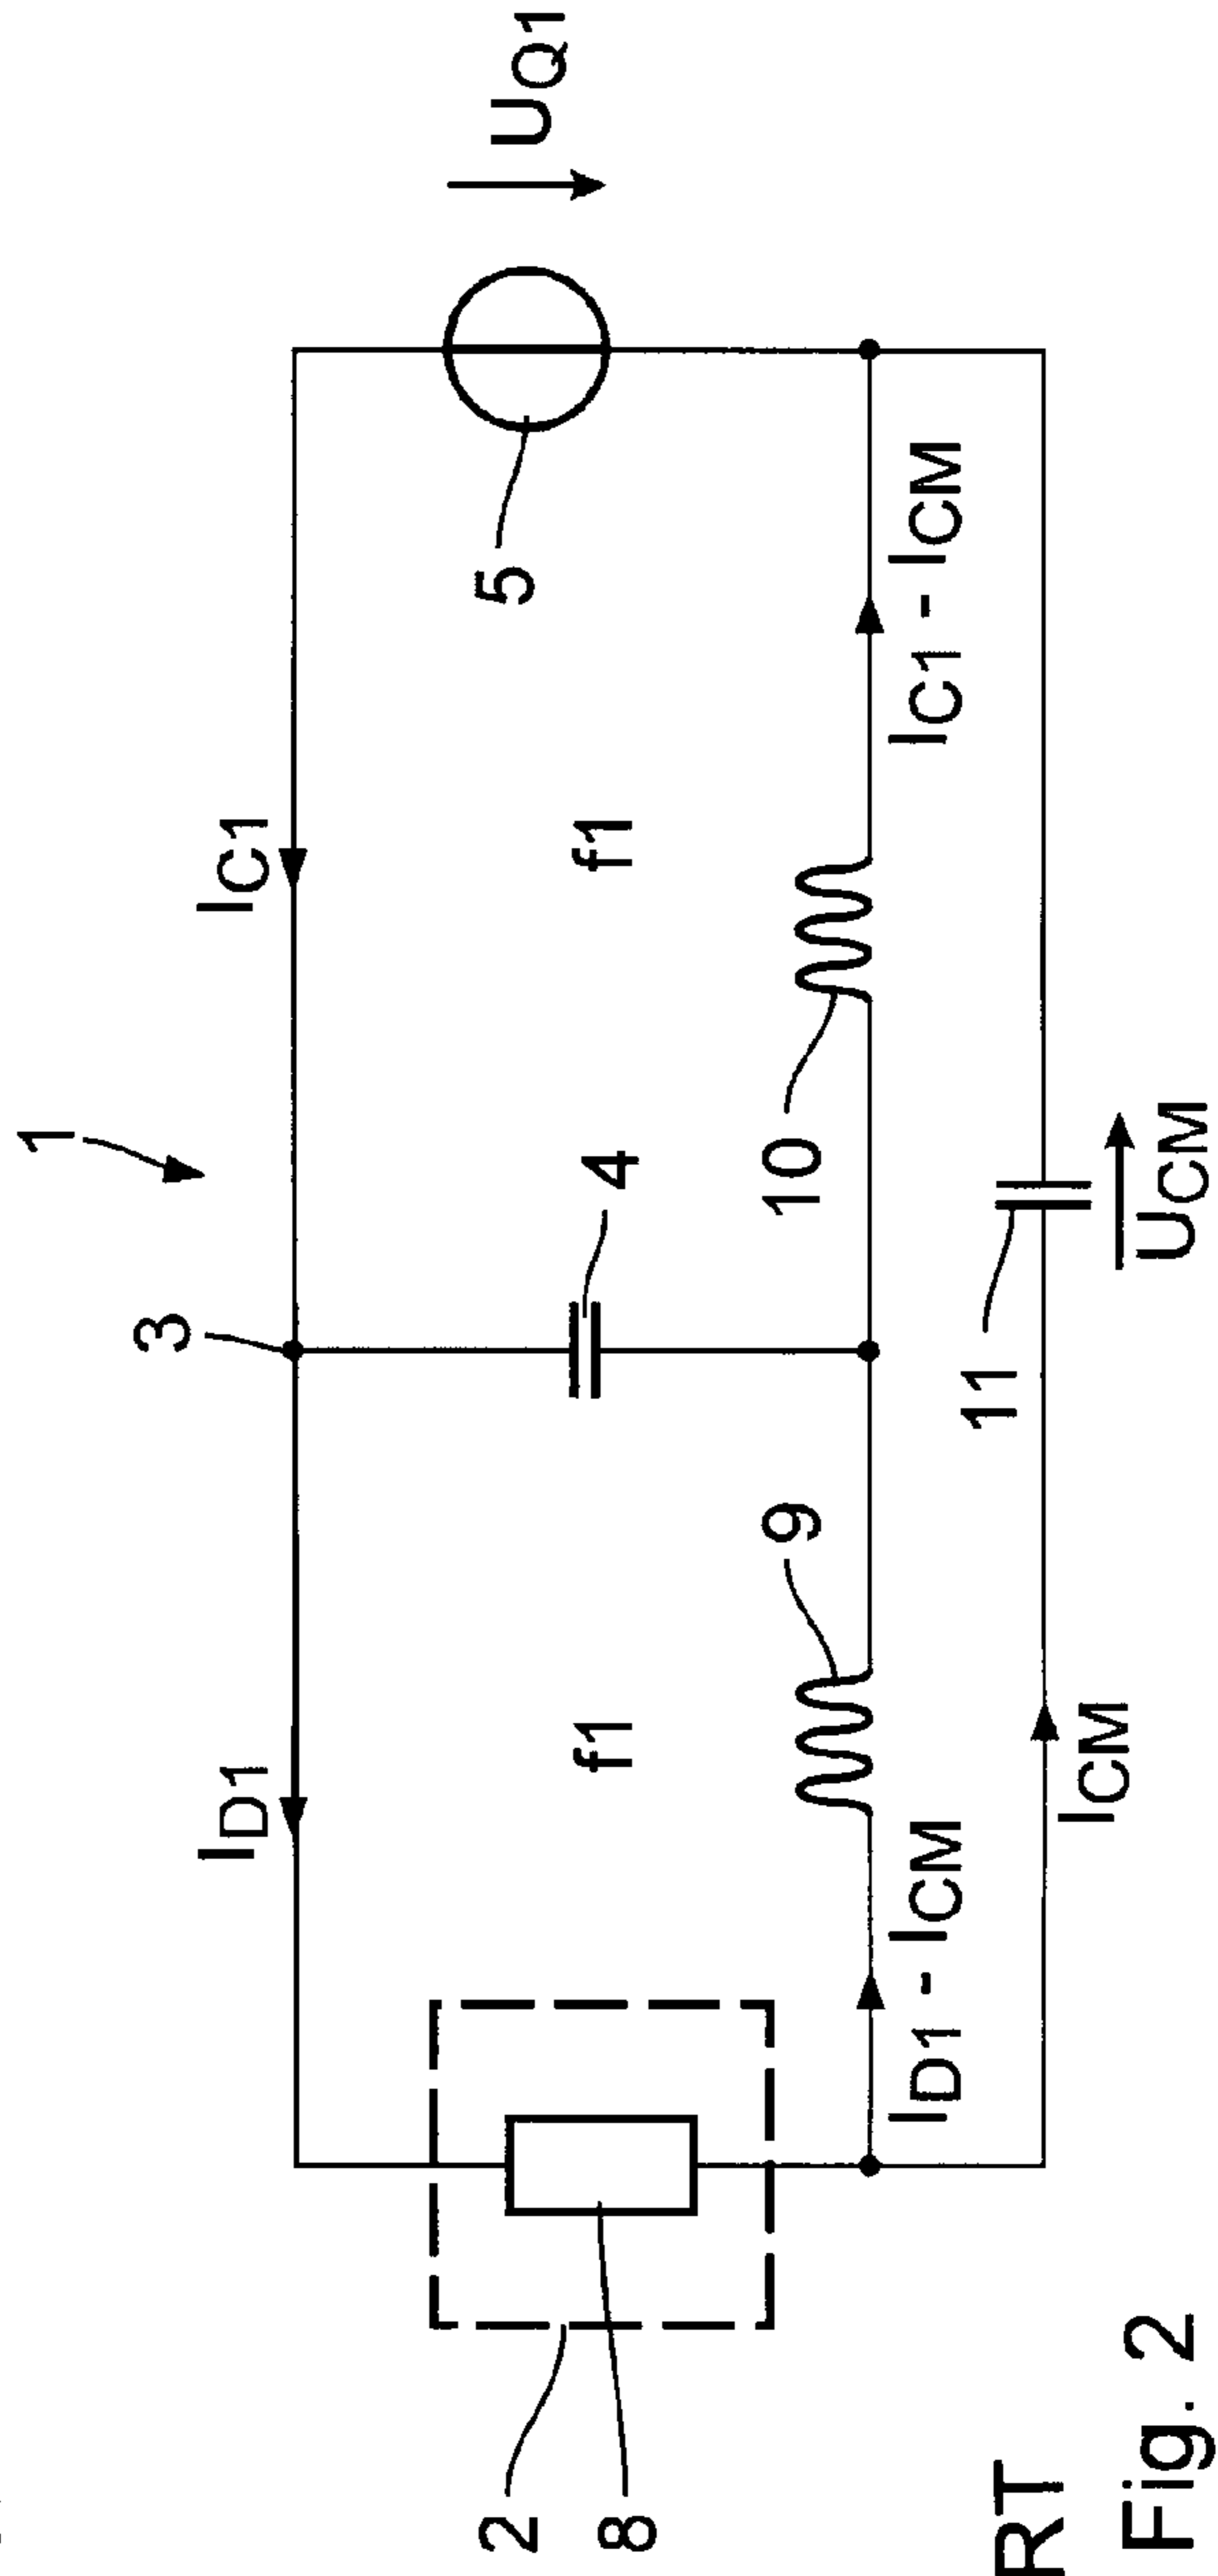 1
3
I_D1
I_C1
U_Q1
f1
4
f1
5
2
8
9
10
I_D1 - I_CM
I_C1 - I_CM
11
I_CM
U_CM
RT
Fig. 2